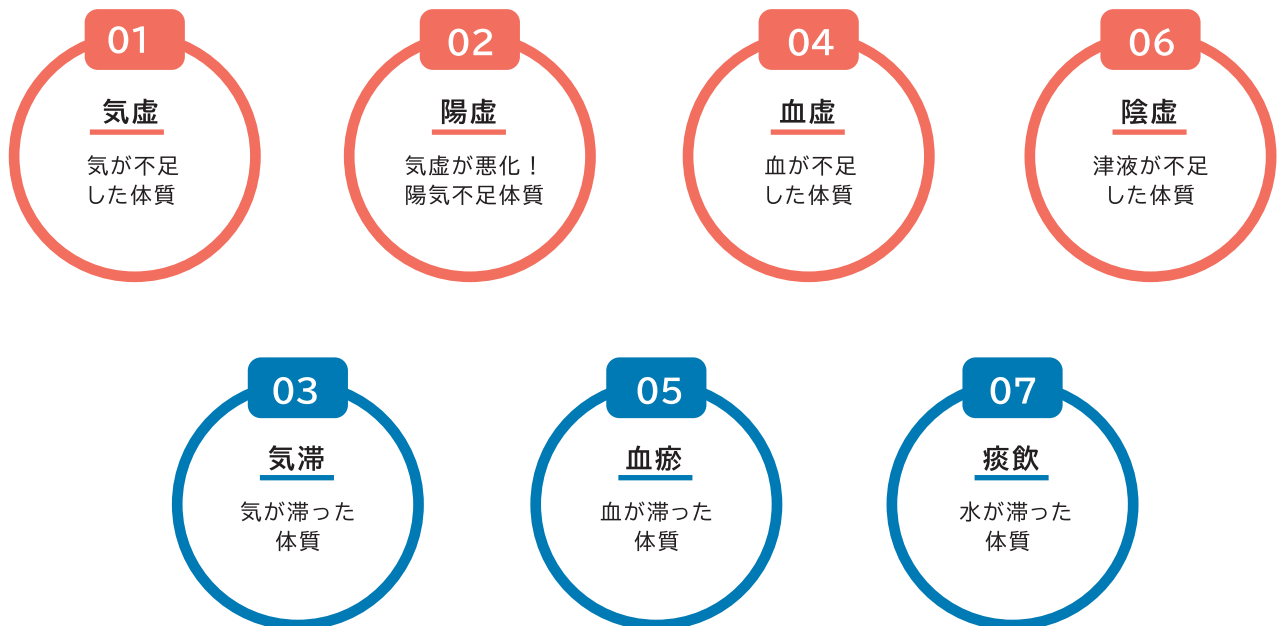 01
気虚
気が不足
した体質
02
陽虚
気虚が悪化！
陽気不足体質
04
血虚
血が不足
した体質
06
陰虚
津液が不足
した体質
03
気滞
気が滞った
体質
05
血瘀
血が滞った
体質
07
痰飲
水が滞った
体質